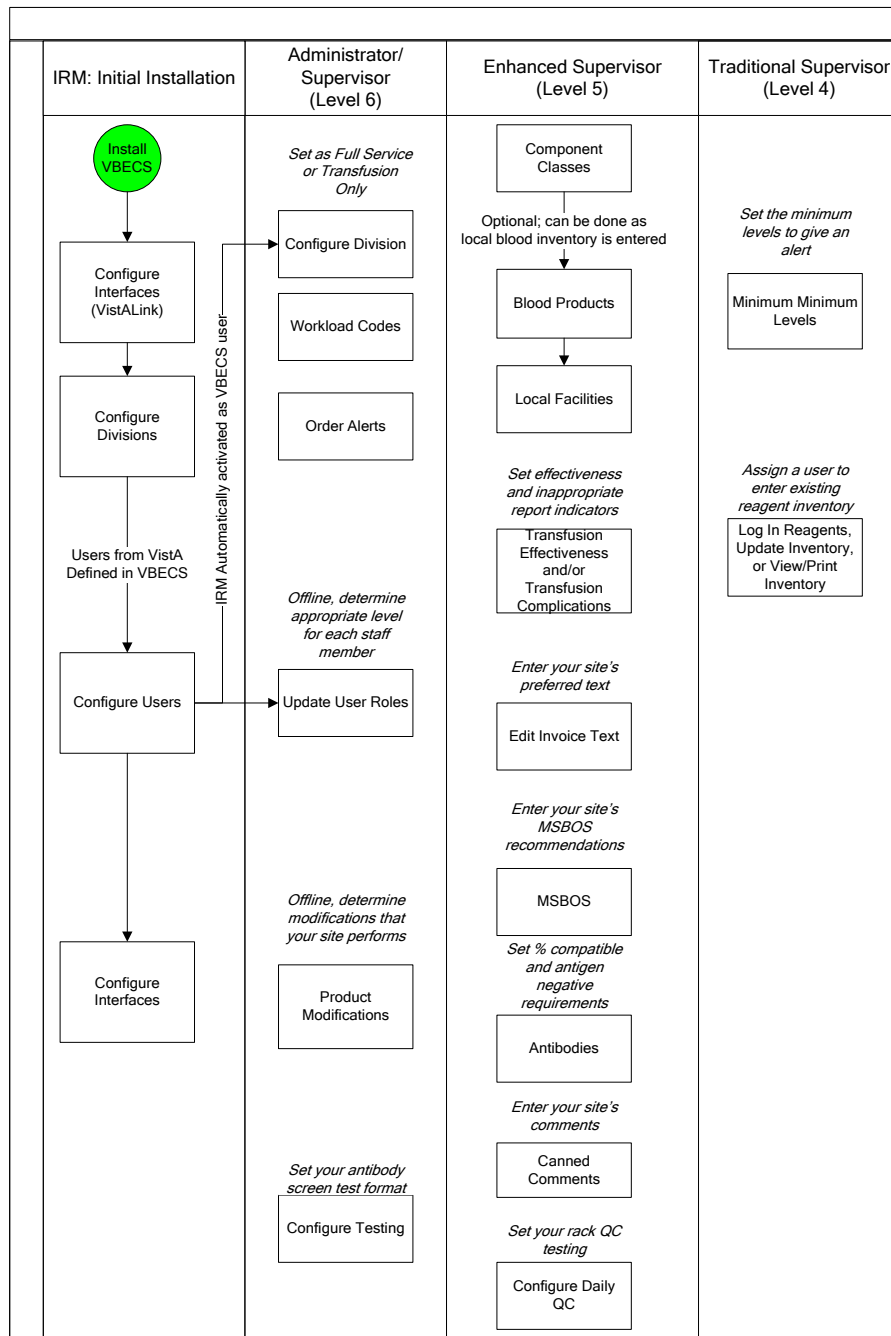 IRM: Initial Installation
Administrator/
Supervisor
(Level 6)
Enhanced Supervisor
(Level 5)
Traditional Supervisor
(Level 4)
Install
VBECS
Configure
Interfaces
(VistALink)
Configure
Divisions
Users from VistA
Defined in VBECS
Configure Users
Configure
Interfaces
IRM Automatically activated as VBECS user
Set as Full Service
or Transfusion
Only
Configure Division
Workload Codes
Order Alerts
Offline, determine
appropriate level
for each staff
member
Update User Roles
Offline, determine
modifications that
your site performs
Product
Modifications
Set your antibody
screen test format
Configure Testing
Component
Classes
Optional; can be done as
local blood inventory is entered
Blood Products
Local Facilities
Set effectiveness
and inappropriate
report indicators
Transfusion
Effectiveness
and/or
Transfusion
Complications
Enter your site's
preferred text
Edit Invoice Text
Enter your site's
MSBOS
recommendations
MSBOS
Set % compatible
and antigen
negative
requirements
Antibodies
Enter your site's
comments
Canned
Comments
Set your rack QC
testing
Configure Daily
QC
Set the minimum
levels to give an
alert
Minimum Minimum
Levels
Assign a user to
enter existing
reagent inventory
Log In Reagents,
Update Inventory,
or View/Print
Inventory